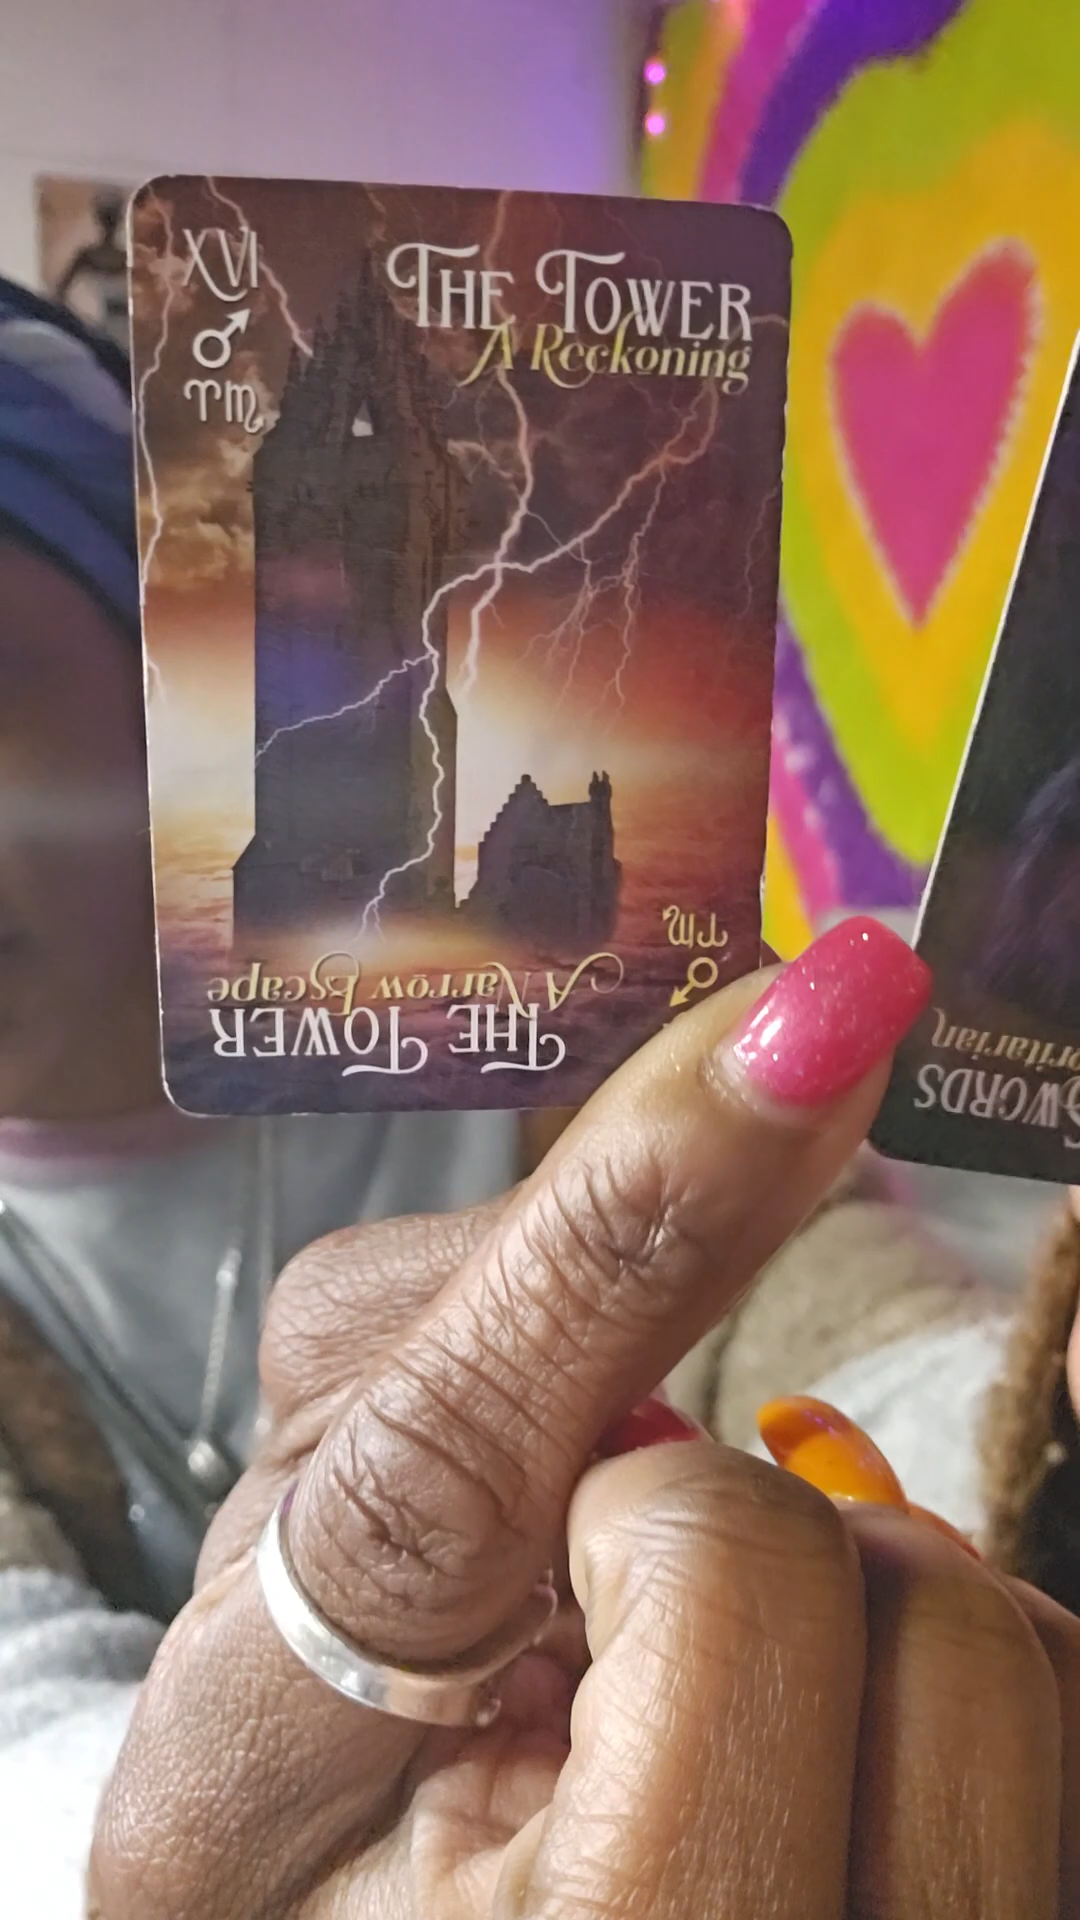 XVI
♂
♈♏
THE TOWER
A Reckoning
♈♏
♂
A Narrow Escape
THE TOWER
SWORDS